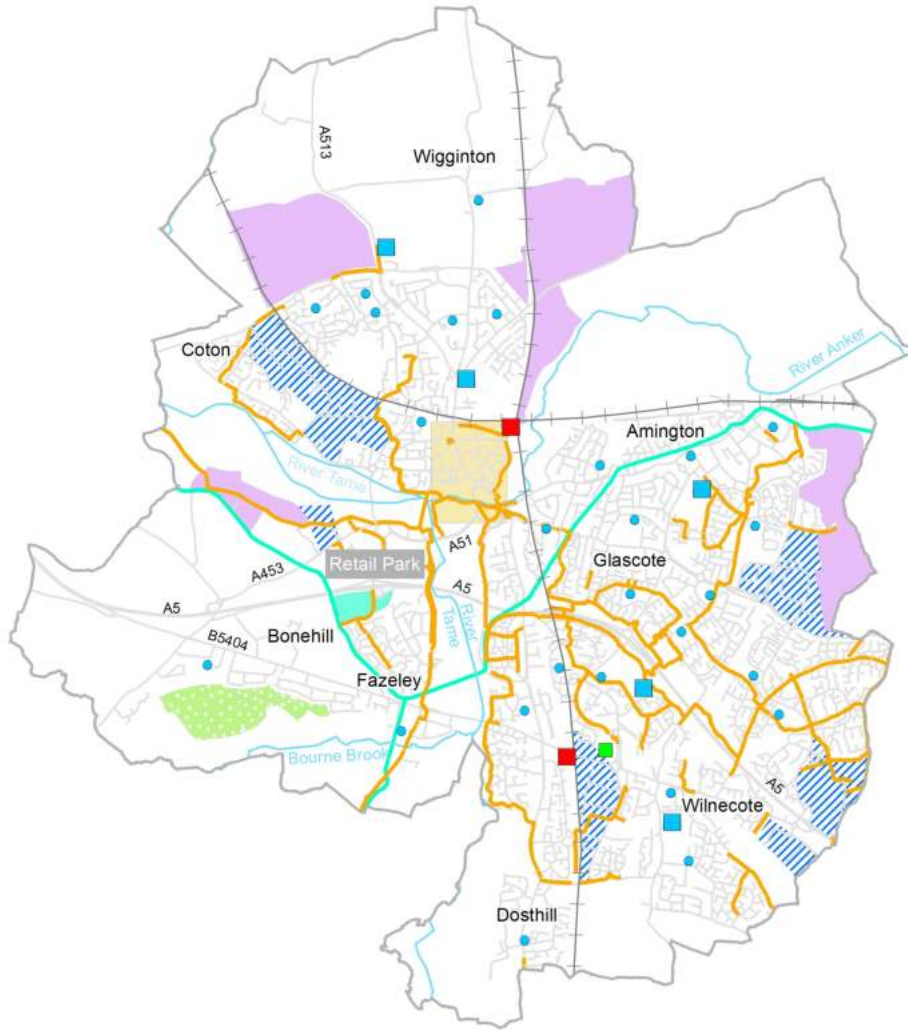 A513
Wigginton
Coton
River Anker
Amington
River Tame
A51
Glascote
Retail Park
A453
A5
A5
River
Tame
B5404
Bonehill
Fazeley
Bourne Brook
A5
Wilnecote
Dosthill